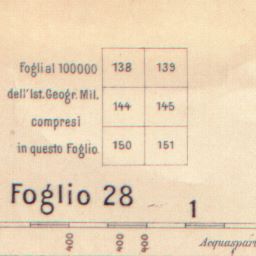 Fogli al 100000
dell'Ist. Geogr. Mil.
compresi
in questo Foglio
138 139
144 145
150 151
Foglio 28
1
400
400
400